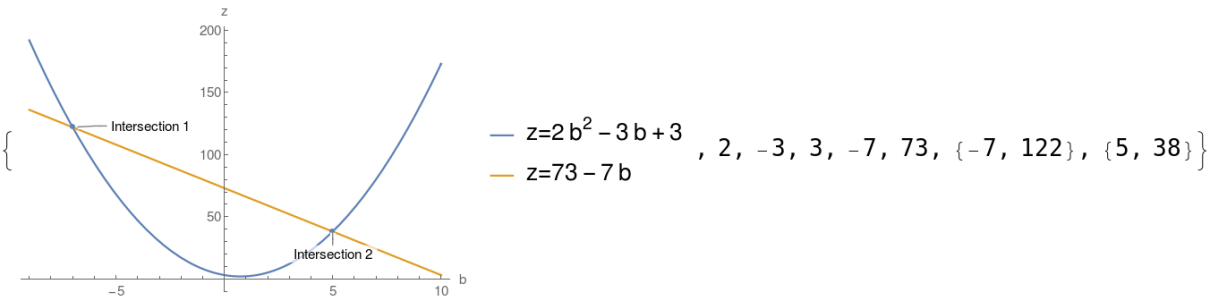 z
200
150
100
50
-5
5
10
b
Intersection 1
Intersection 2
{
z=2 b² − 3 b + 3
z=73 − 7 b
, 2, −3, 3, −7, 73, {−7, 122}, {5, 38}}